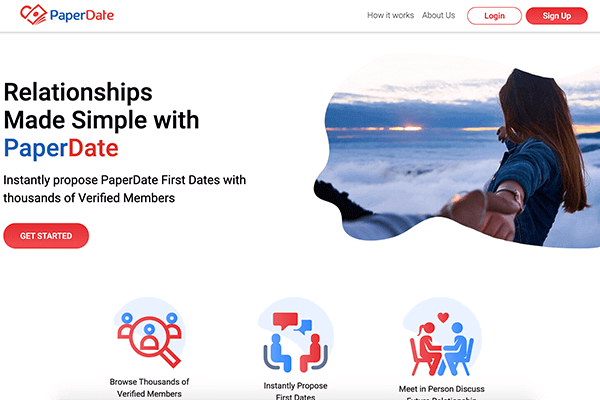 PaperDate
How it works
About Us
Login
Sign Up
Relationships
Made Simple with
PaperDate
Instantly propose PaperDate First Dates with
thousands of Verified Members
GET STARTED
Browse Thousands of
Verified Members
Instantly Propose
First Dates
Meet in Person Discuss
Future Relationship